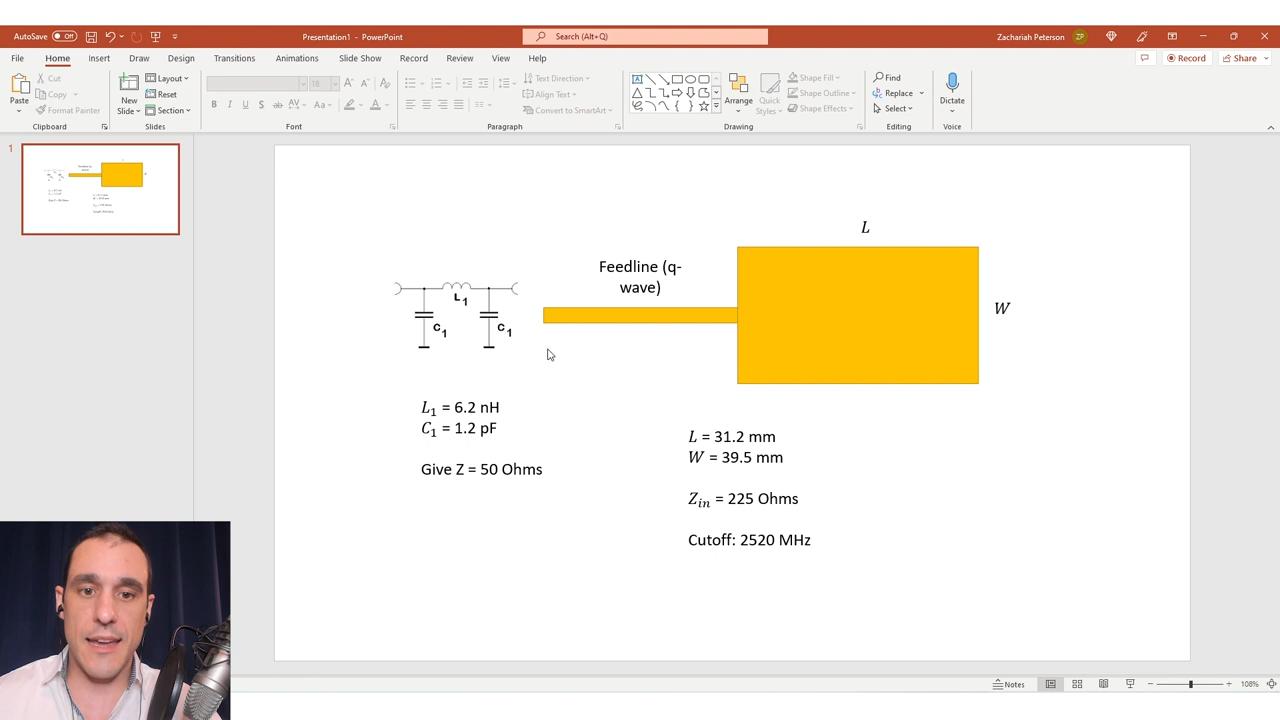 AutoSave Off
Presentation1 - PowerPoint
Search (Alt+Q)
Zachariah Peterson ZP
File Home Insert Draw Design Transitions Animations Slide Show Record Review View Help
Record Share
Paste
Cut
Copy
Format Painter
Clipboard
New Slide
Layout
Reset
Section
Slides
18
Font
Text Direction
Align Text
Convert to SmartArt
Paragraph
Arrange
Quick Styles
Shape Fill
Shape Outline
Shape Effects
Drawing
Find
Replace
Select
Editing
Dictate
Voice
1
L
Feedline (q-
wave)
W
L1
C1
C1
L1 = 6.2 nH
C1 = 1.2 pF
Give Z = 50 Ohms
L = 31.2 mm
W = 39.5 mm
Zin = 225 Ohms
Cutoff: 2520 MHz
Notes
108%